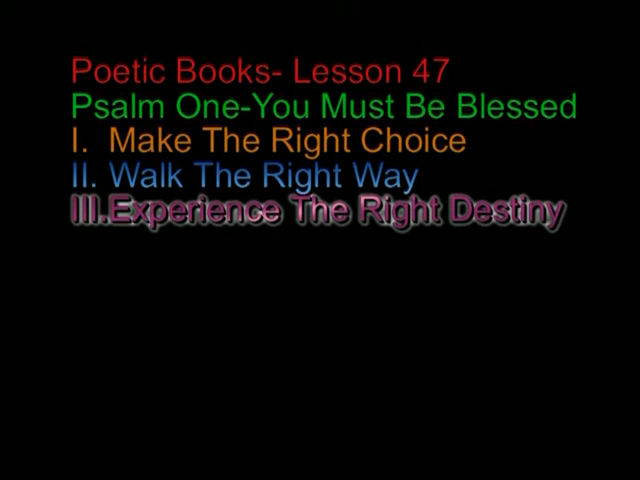 Poetic Books- Lesson 47
Psalm One-You Must Be Blessed
I.  Make The Right Choice
II. Walk The Right Way
III.Experience The Right Destiny